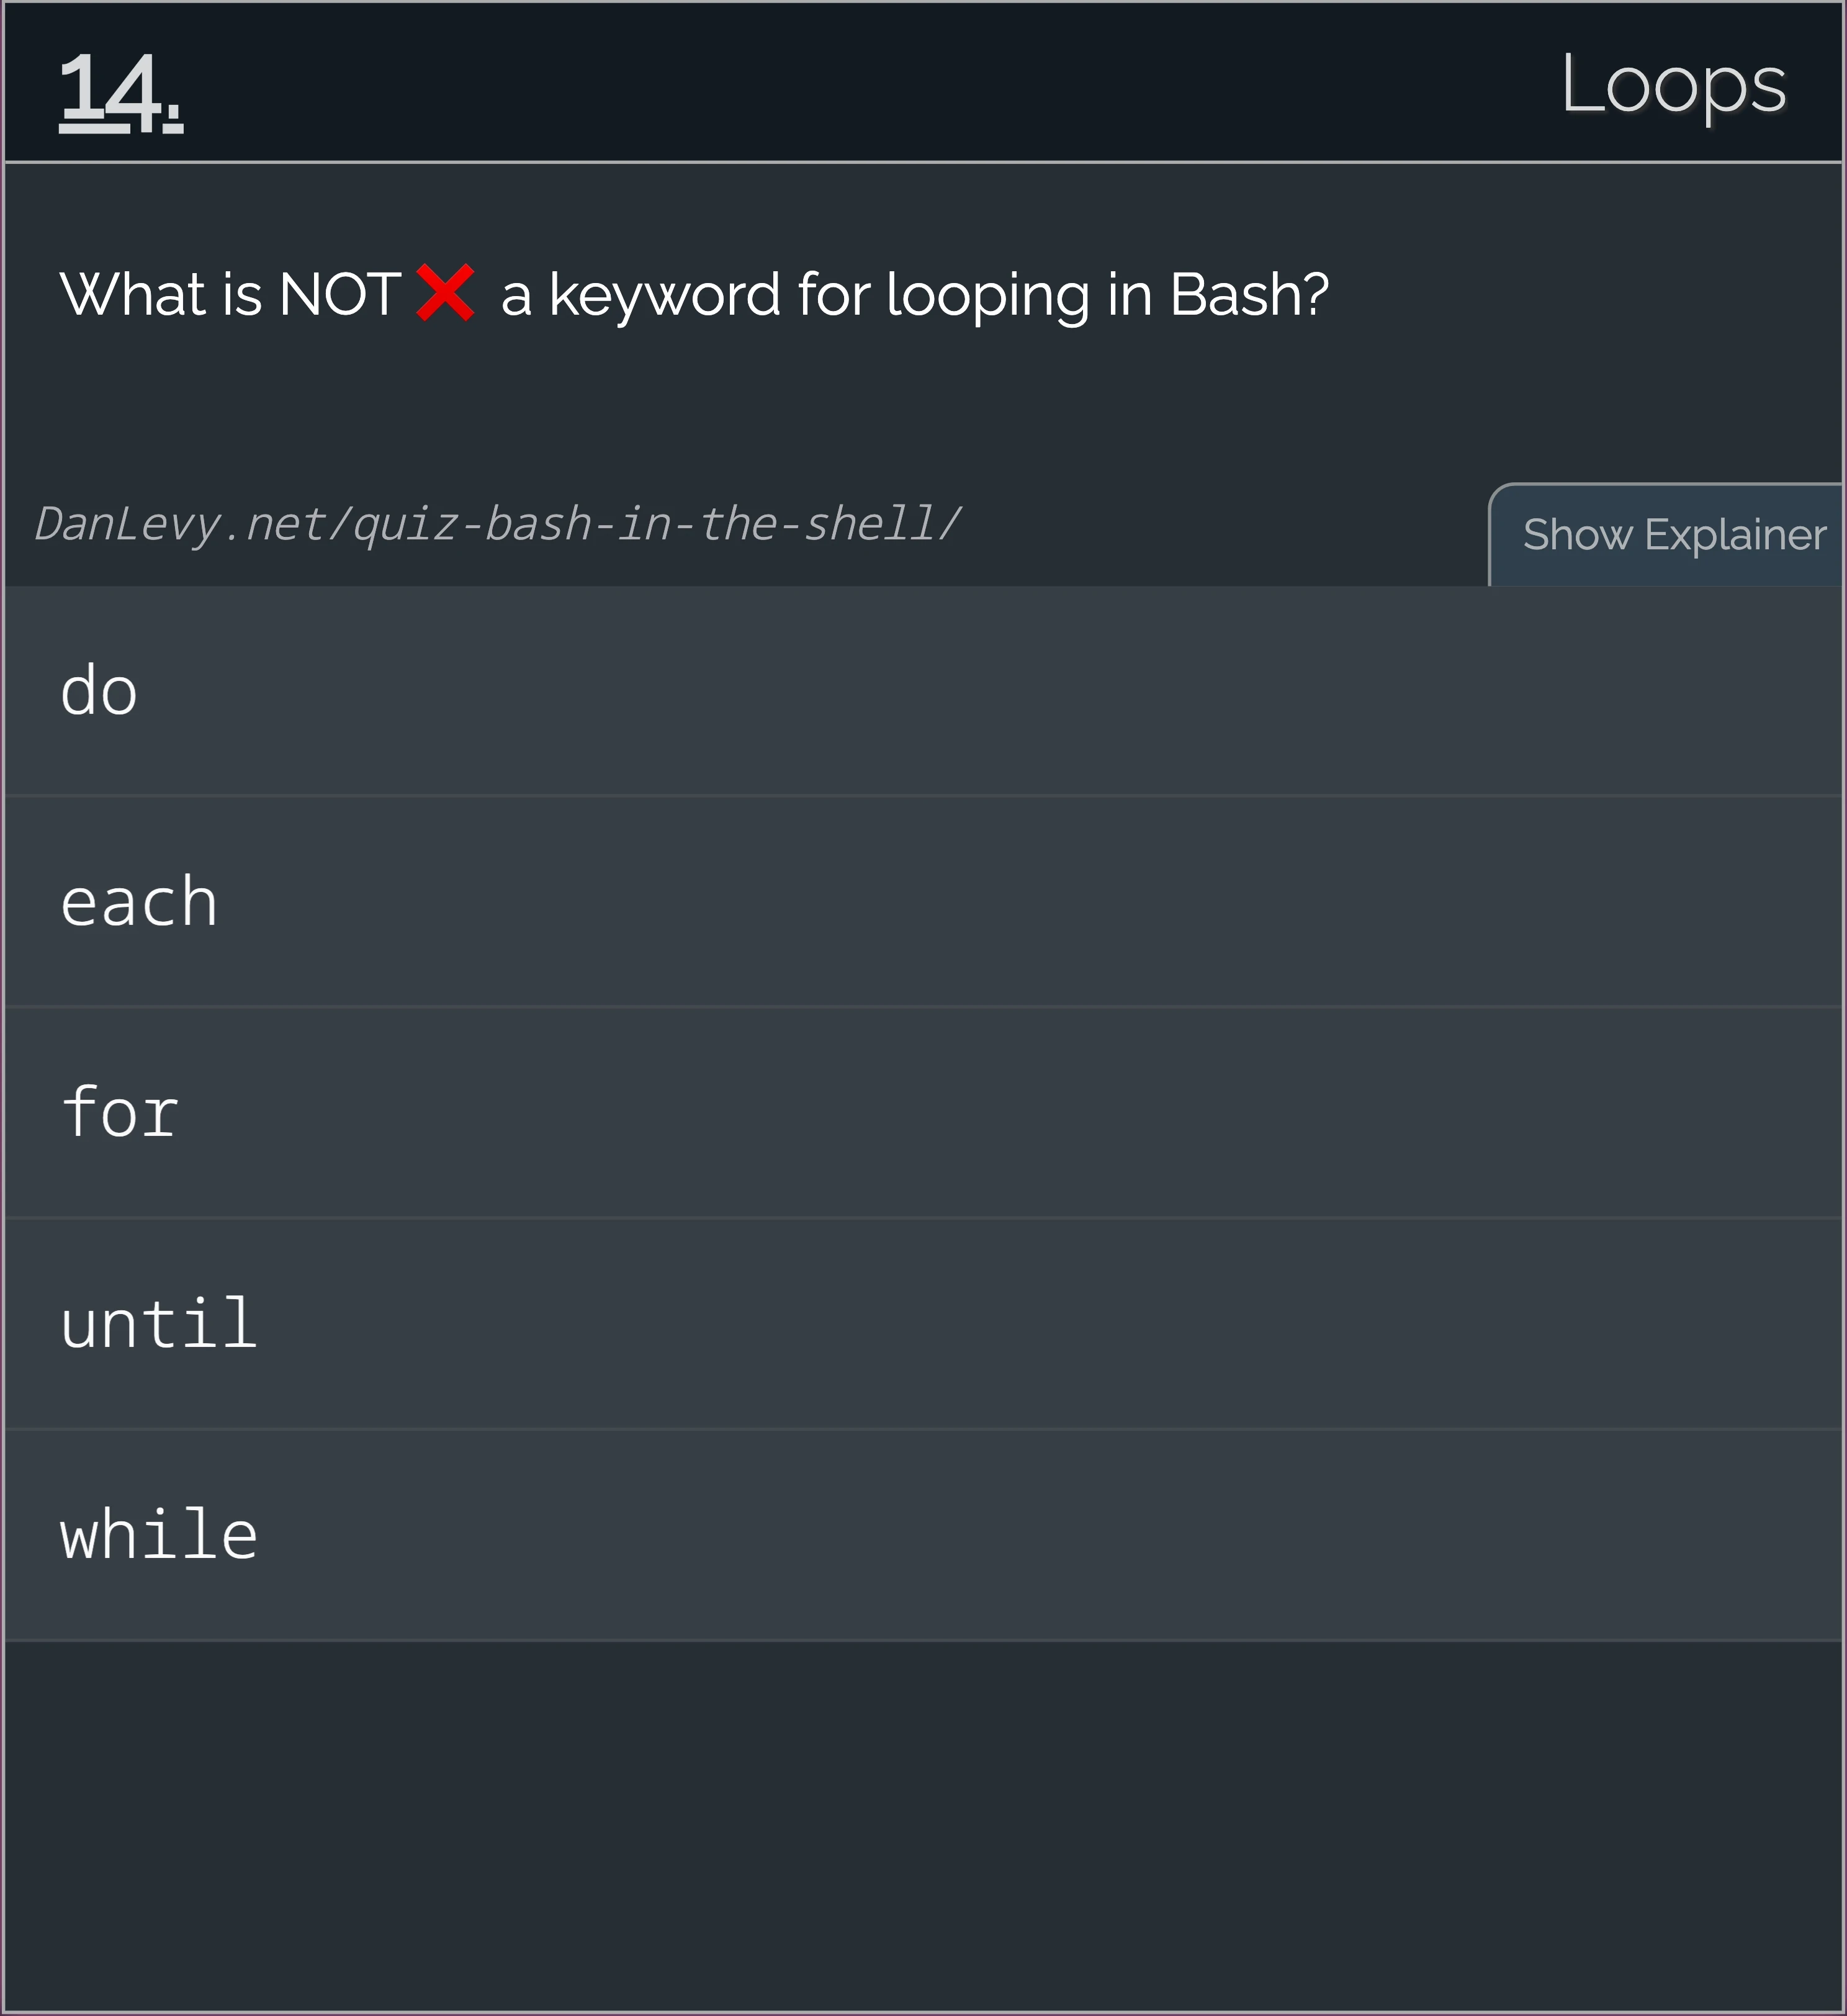 14.
Loops
What is NOT❌ a keyword for looping in Bash?
DanLevy.net/quiz-bash-in-the-shell/
Show Explainer
do
each
for
until
while